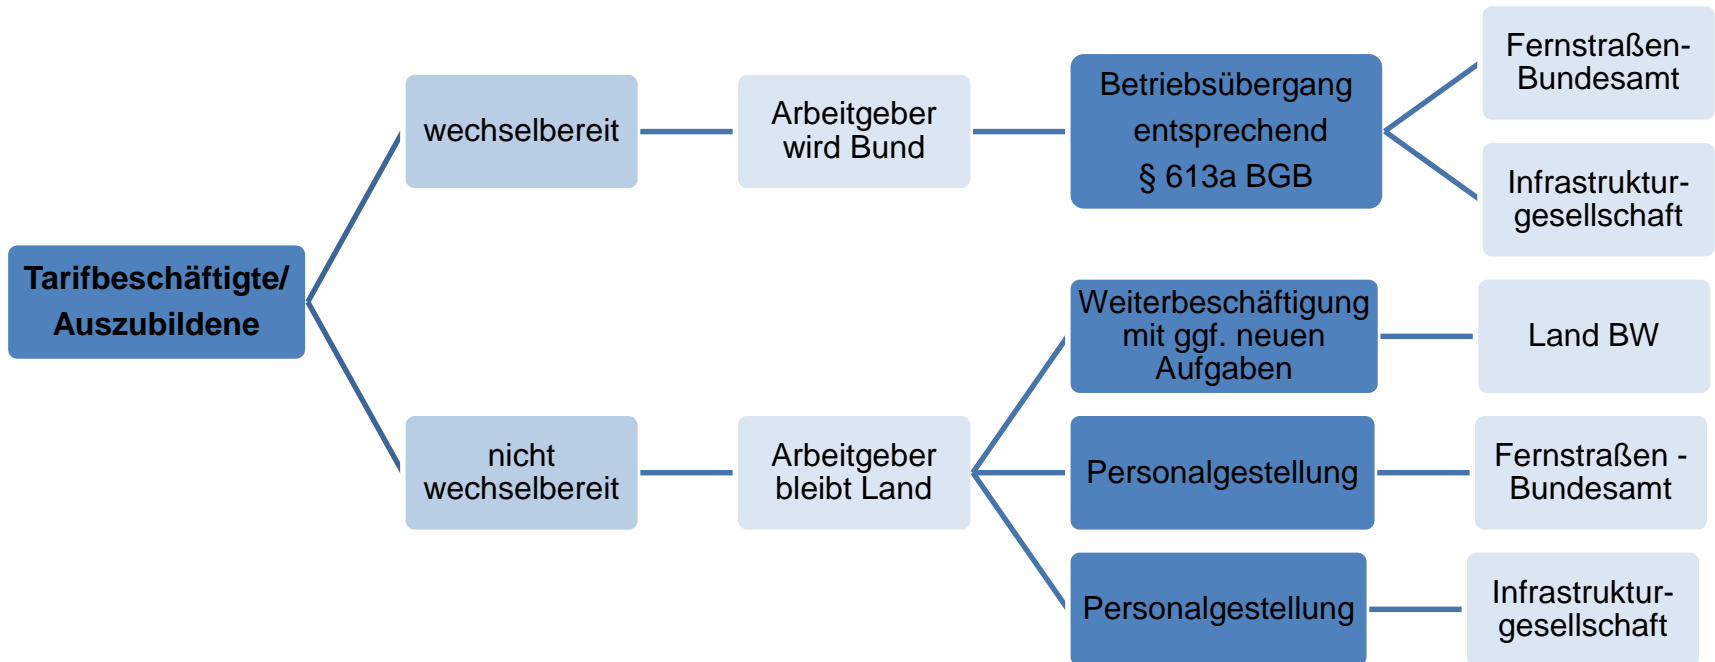 Tarifbeschäftigte/
Auszubildene
wechselbereit
Arbeitgeber
wird Bund
Betriebsübergang
entsprechend
§ 613a BGB
Fernstraßen-
Bundesamt
Infrastruktur-
gesellschaft
nicht
wechselbereit
Arbeitgeber
bleibt Land
Weiterbeschäftigung
mit ggf. neuen
Aufgaben
Land BW
Personalgestellung
Fernstraßen -
Bundesamt
Personalgestellung
Infrastruktur-
gesellschaft